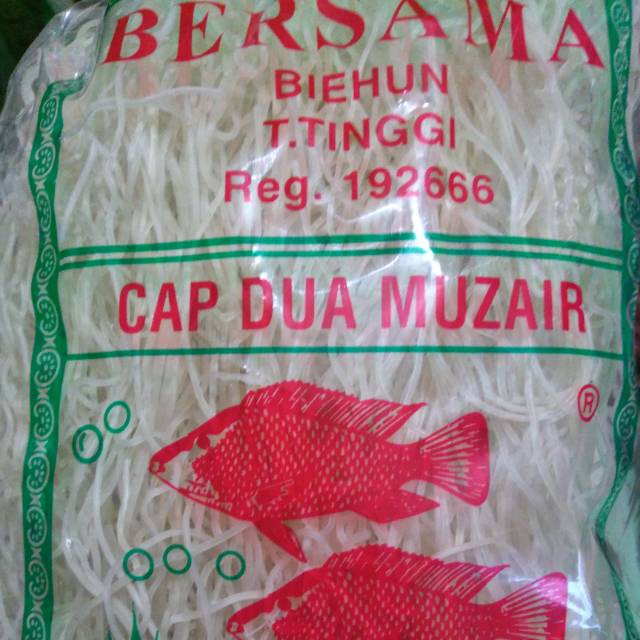 BERSAMA
BIEHUN
T.TINGGI
Reg. 192666
CAP DUA MUZAIR
®